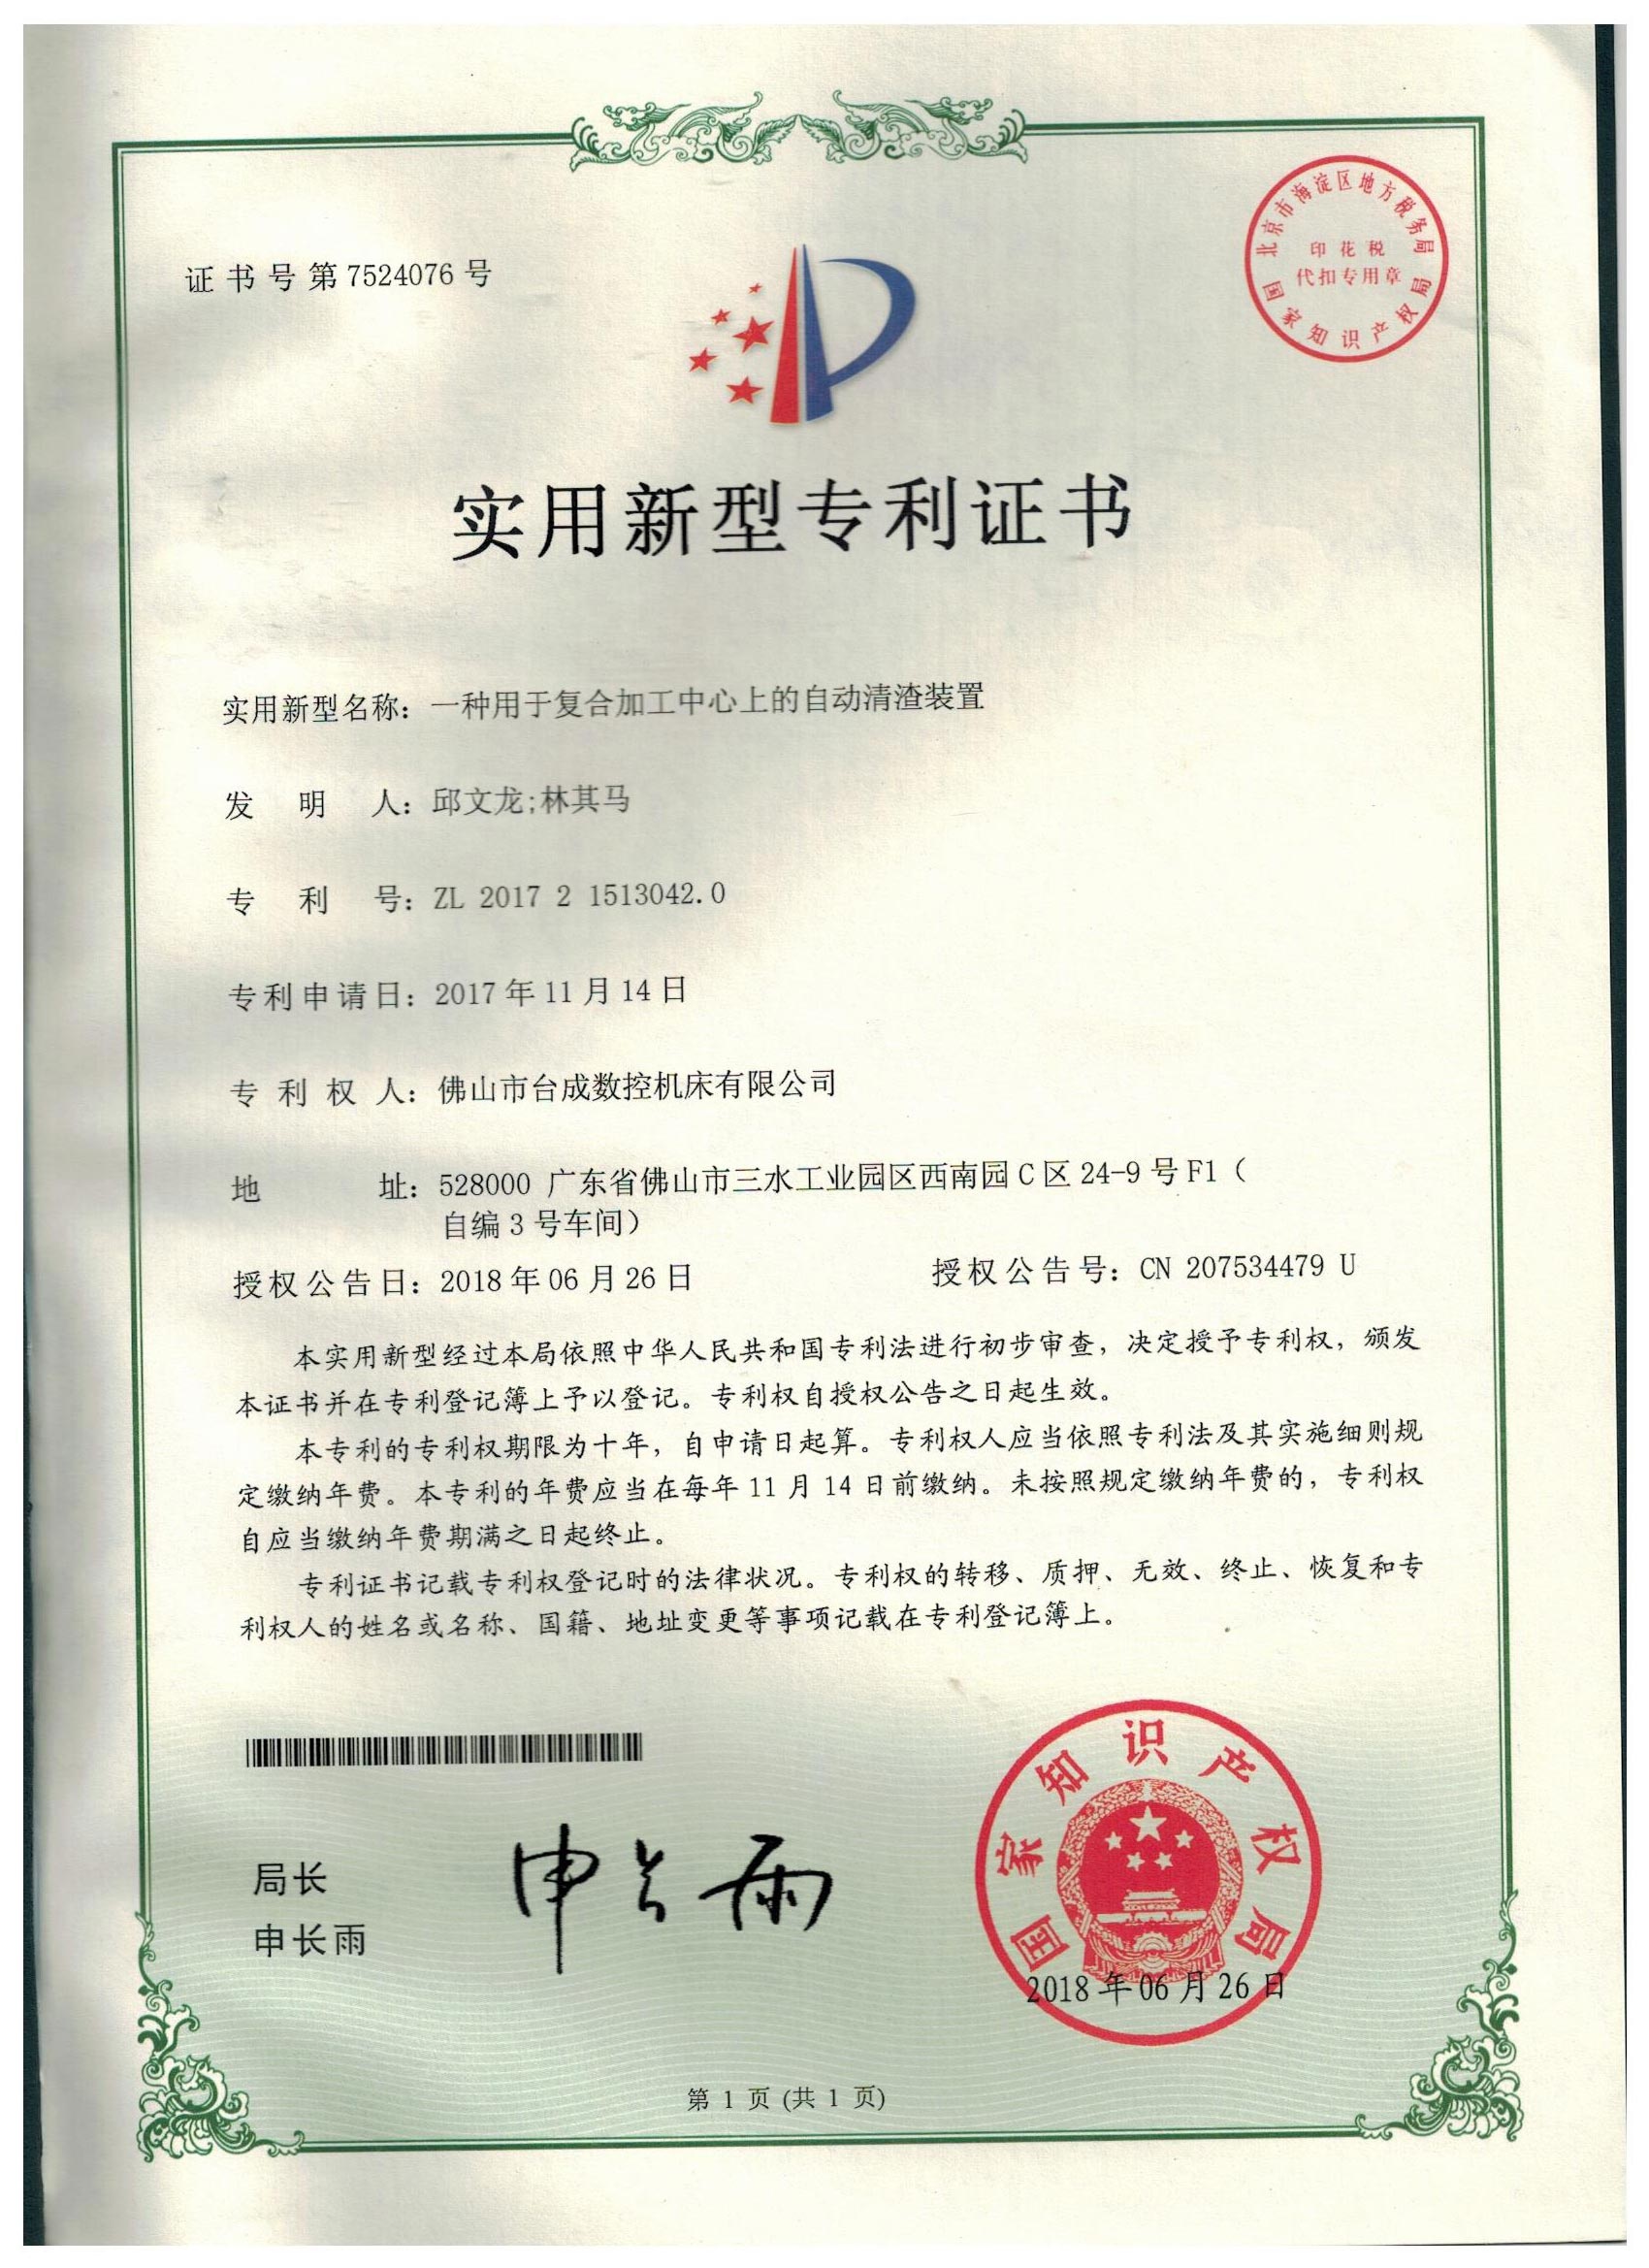 证书号第7524076号
北京市海淀区地方税务局
印花税
代扣专用章
国家知识产权局
实用新型专利证书
实用新型名称：一种用于复合加工中心上的自动清渣装置
发明人：邱文龙;林其马
专利号：ZL 2017 2 1513042.0
专利申请日：2017年11月14日
专利权人：佛山市台成数控机床有限公司
地址：528000 广东省佛山市三水工业园区西南园C区24-9号F1（
自编3号车间）
授权公告日：2018年06月26日 授权公告号：CN 207534479 U
本实用新型经过本局依照中华人民共和国专利法进行初步审查，决定授予专利权，颁发
本证书并在专利登记簿上予以登记。专利权自授权公告之日起生效。
本专利的专利权期限为十年，自申请日起算。专利权人应当依照专利法及其实施细则规
定缴纳年费。本专利的年费应当在每年11月14日前缴纳。未按照规定缴纳年费的，专利权
自应当缴纳年费期满之日起终止。
专利证书记载专利权登记时的法律状况。专利权的转移、质押、无效、终止、恢复和专
利权人的姓名或名称、国籍、地址变更等事项记载在专利登记簿上。
局长
申长雨
申长雨
国家知识产权局
2018年06月26日
第 1 页 (共 1 页)